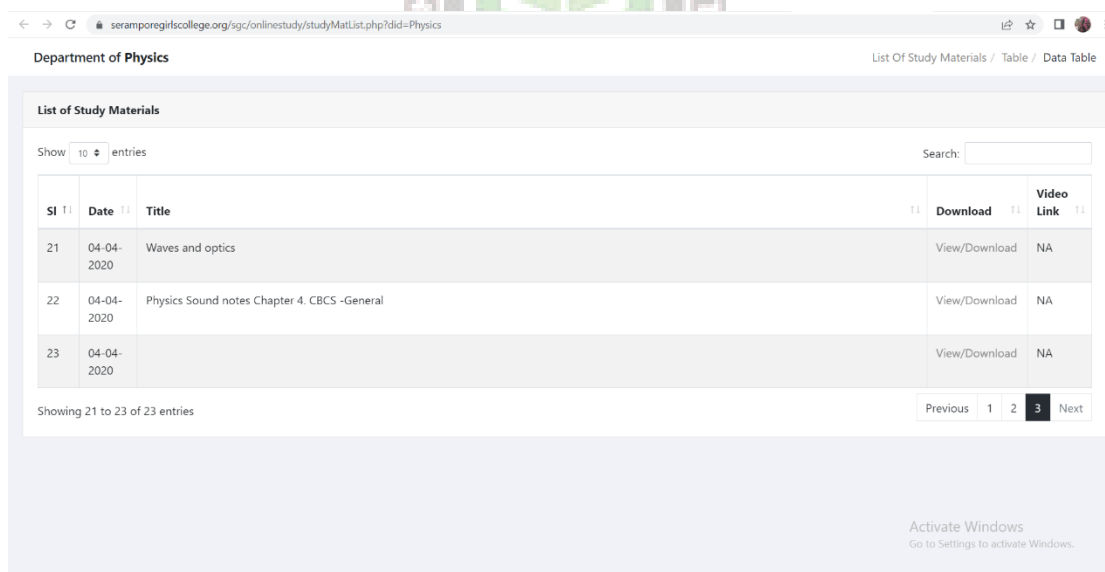 seramporegirlscollege.org/sgc/onlinestudy/studyMatList.php?did=Physics
Department of Physics
List Of Study Materials / Table / Data Table
List of Study Materials
Show 10 entries
Search:
Sl Date Title Download Video Link
21 04-04-2020 Waves and optics View/Download NA
22 04-04-2020 Physics Sound notes Chapter 4. CBCS -General View/Download NA
23 04-04-2020 View/Download NA
Showing 21 to 23 of 23 entries
Previous 1 2 3 Next
Activate Windows
Go to Settings to activate Windows.